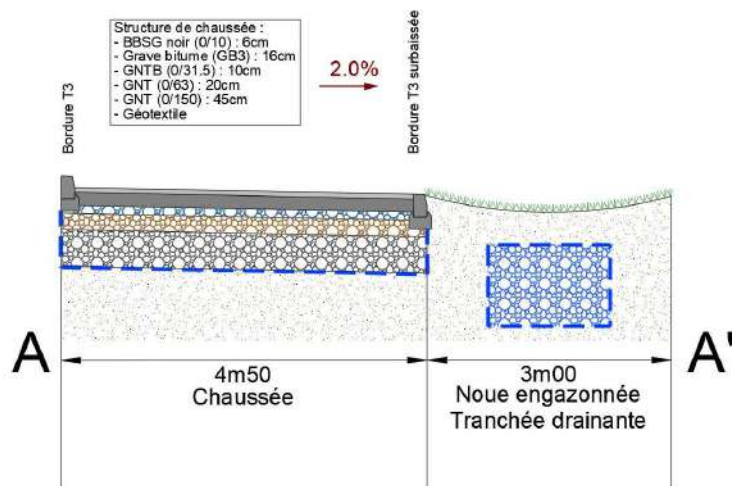 Structure de chaussée :
- BBSG noir (0/10) : 6cm
- Grave bitume (GB3) : 16cm
- GNTB (0/31.5) : 10cm
- GNT (0/63) : 20cm
- GNT (0/150) : 45cm
- Géotextile
2.0%
Bordure T3
Bordure T3 surbaissée
A
A'
4m50
Chaussée
3m00
Noue engazonnée
Tranchée drainante